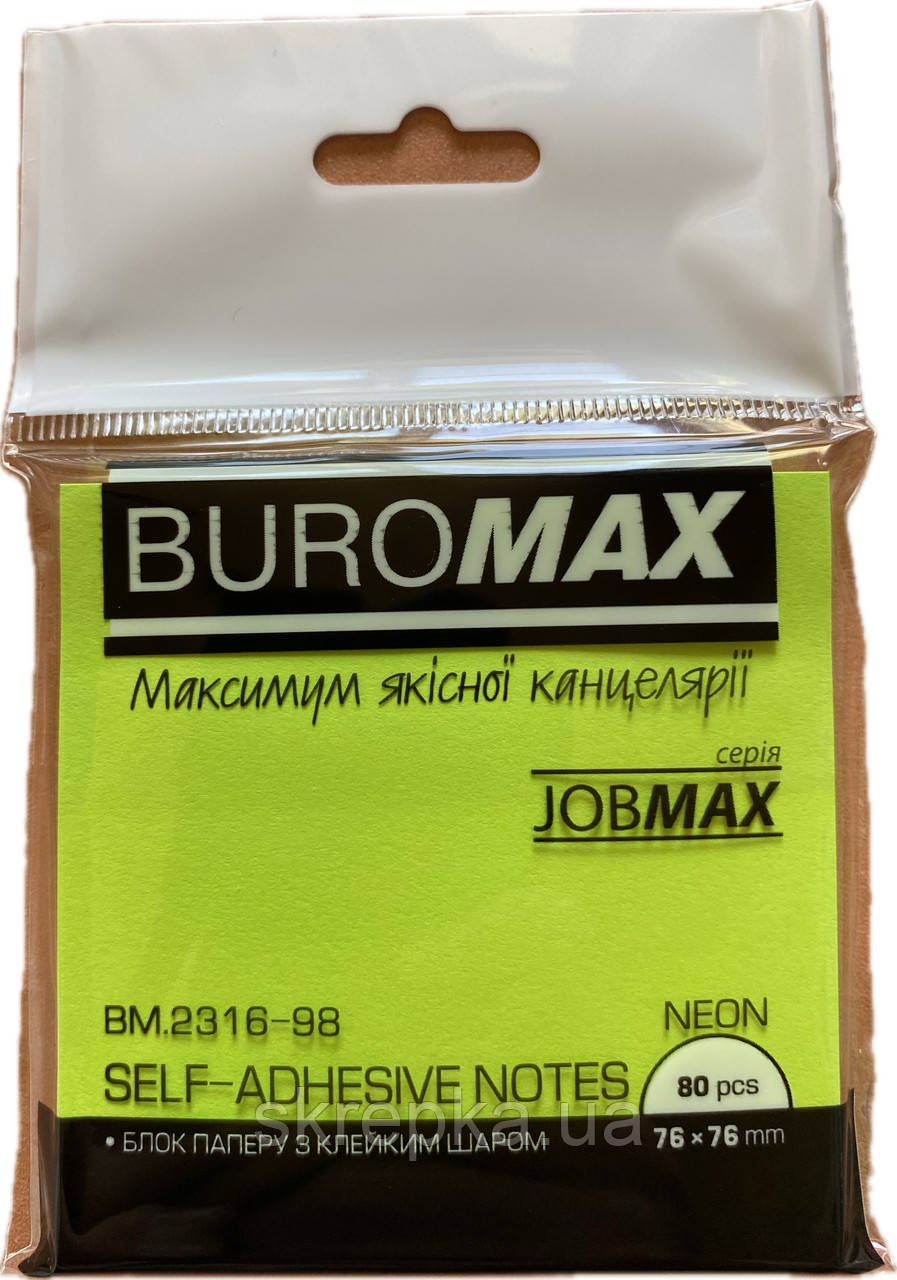 BUROMAX
Максимум якісної канцелярії
серія
JOBMAX
BM.2316-98
NEON
SELF-ADHESIVE NOTES
80 pcs
• БЛОК ПАПЕРУ З КЛЕЙКИМ ШАРОМ
76×76 mm
skrepka.ua